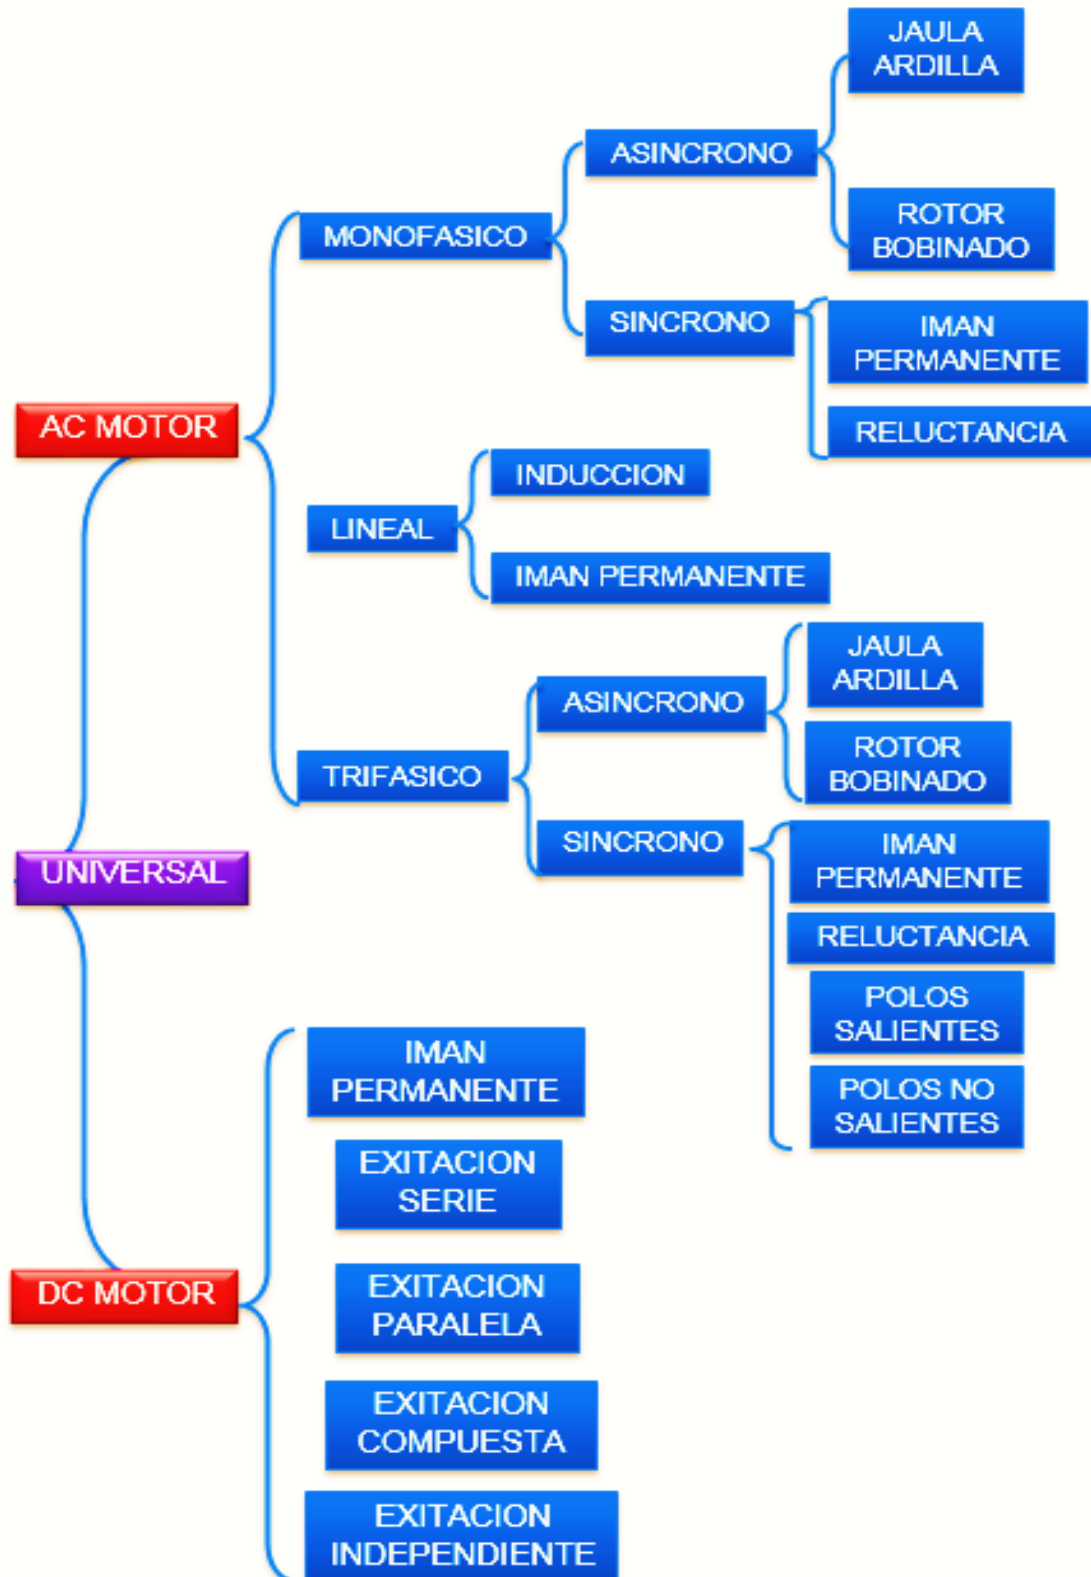 JAULA
ARDILLA
ASINCRONO
ROTOR
BOBINADO
MONOFASICO
SINCRONO
IMAN
PERMANENTE
RELUCTANCIA
AC MOTOR
INDUCCION
LINEAL
IMAN PERMANENTE
JAULA
ARDILLA
ASINCRONO
ROTOR
BOBINADO
TRIFASICO
SINCRONO
IMAN
PERMANENTE
RELUCTANCIA
POLOS
SALIENTES
POLOS NO
SALIENTES
UNIVERSAL
IMAN
PERMANENTE
EXITACION
SERIE
DC MOTOR
EXITACION
PARALELA
EXITACION
COMPUESTA
EXITACION
INDEPENDIENTE